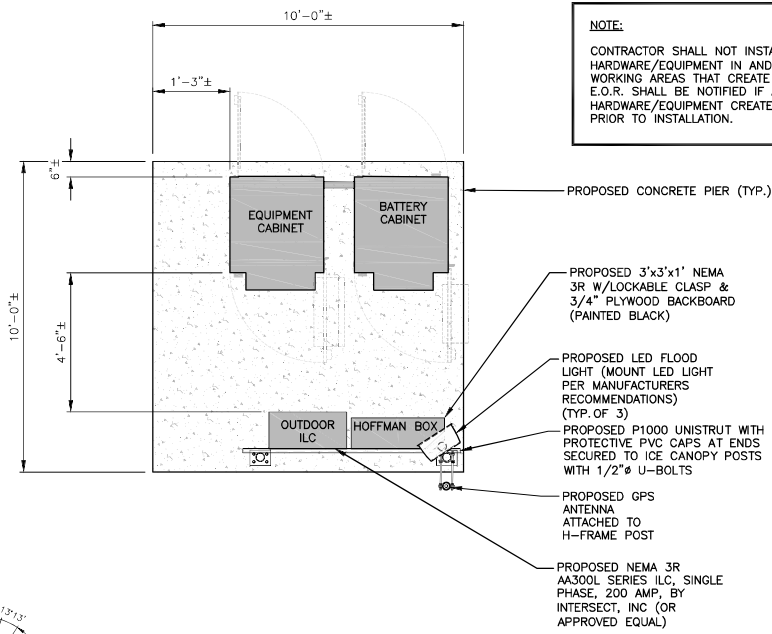 10'-0"±
1'-3"±
6"±
10'-0"±
4'-6"±
NOTE:
CONTRACTOR SHALL NOT
HARDWARE/EQUIPMENT IN AND
WORKING AREAS THAT CREATE
E.O.R. SHALL BE NOTIFIED IF
HARDWARE/EQUIPMENT CREATE
PRIOR TO INSTALLATION.
EQUIPMENT
CABINET
BATTERY
CABINET
OUTDOOR
ILC
HOFFMAN BOX
PROPOSED CONCRETE PIER (TYP.)
PROPOSED 3'x3'x1' NEMA
3R W/LOCKABLE CLASP &
3/4" PLYWOOD BACKBOARD
(PAINTED BLACK)
PROPOSED LED FLOOD
LIGHT (MOUNT LED LIGHT
PER MANUFACTURERS
RECOMMENDATIONS)
(TYP. OF 3)
PROPOSED P1000 UNISTRUT WITH
PROTECTIVE PVC CAPS AT ENDS
SECURED TO ICE CANOPY POSTS
WITH 1/2"ø U-BOLTS
PROPOSED GPS
ANTENNA
ATTACHED TO
H-FRAME POST
PROPOSED NEMA 3R
AA300L SERIES ILC, SINGLE
PHASE, 200 AMP, BY
INTERSECT, INC (OR
APPROVED EQUAL)
13'13'